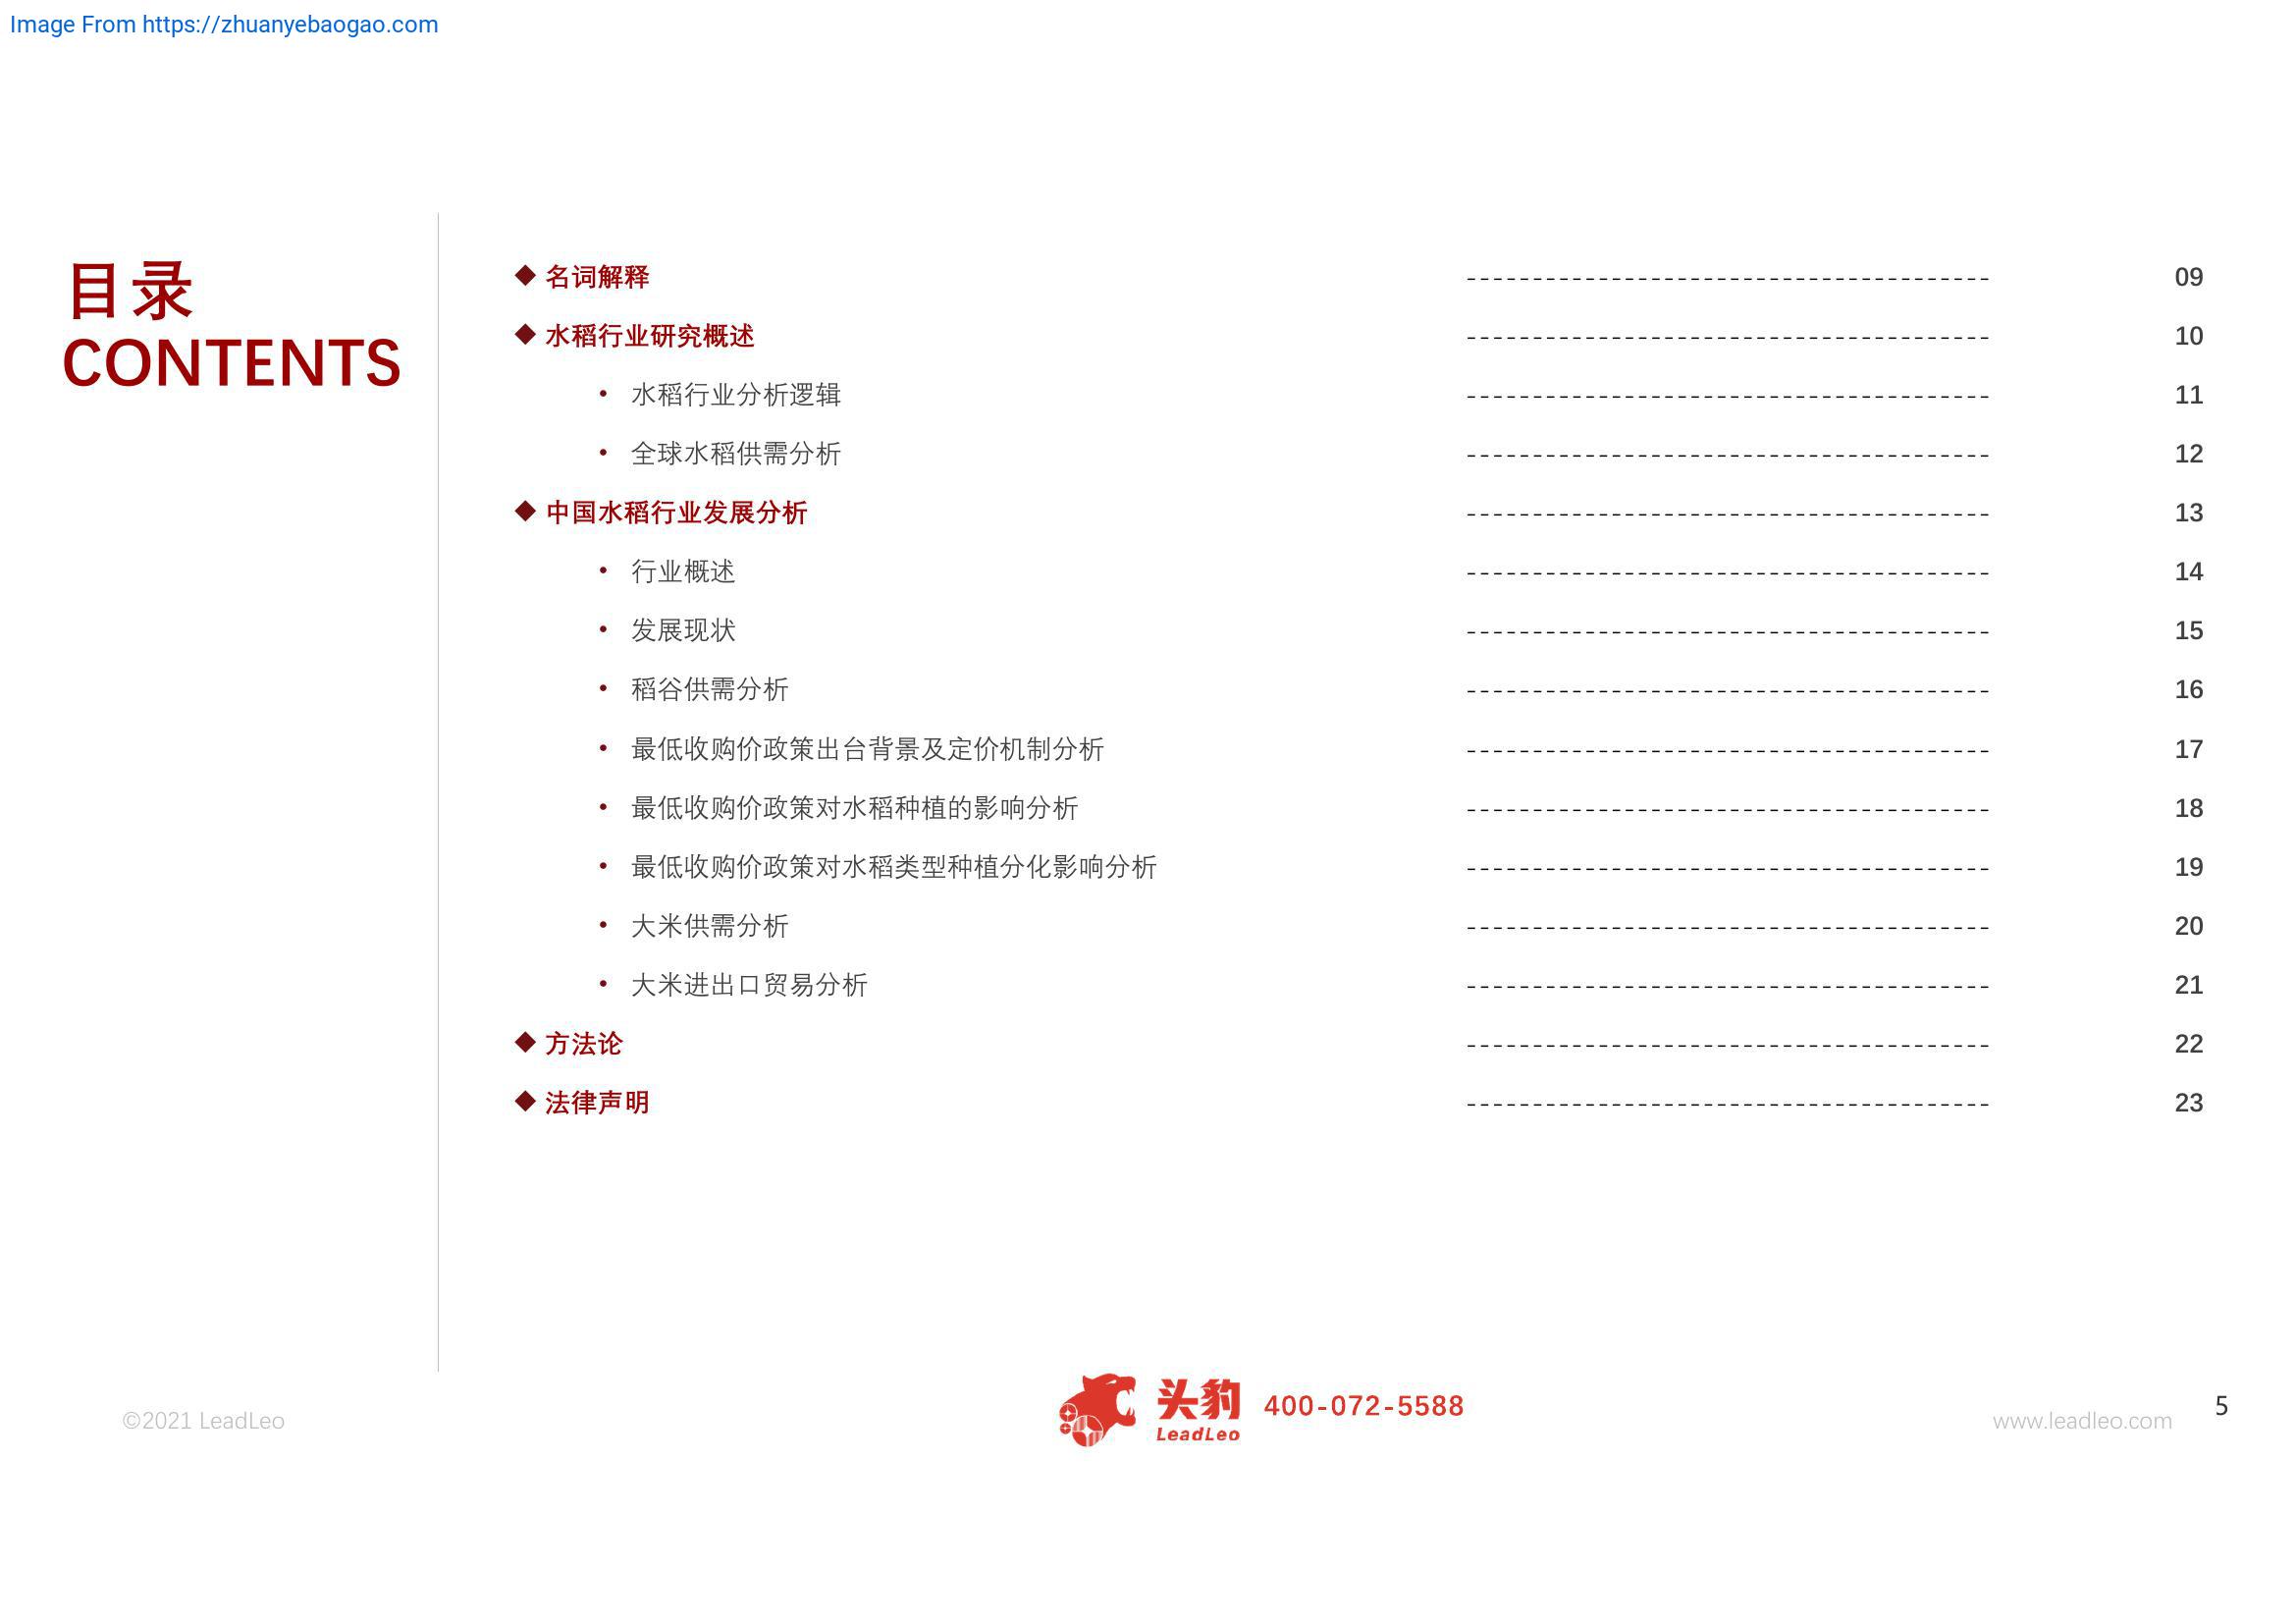 Image From https://zhuanyebaogao.com
目录
CONTENTS
◆ 名词解释 ---------------------------------------- 09
◆ 水稻行业研究概述 ---------------------------------------- 10
• 水稻行业分析逻辑 ---------------------------------------- 11
• 全球水稻供需分析 ---------------------------------------- 12
◆ 中国水稻行业发展分析 ---------------------------------------- 13
• 行业概述 ---------------------------------------- 14
• 发展现状 ---------------------------------------- 15
• 稻谷供需分析 ---------------------------------------- 16
• 最低收购价政策出台背景及定价机制分析 ---------------------------------------- 17
• 最低收购价政策对水稻种植的影响分析 ---------------------------------------- 18
• 最低收购价政策对水稻类型种植分化影响分析 ---------------------------------------- 19
• 大米供需分析 ---------------------------------------- 20
• 大米进出口贸易分析 ---------------------------------------- 21
◆ 方法论 ---------------------------------------- 22
◆ 法律声明 ---------------------------------------- 23
©2021 LeadLeo
头豹
LeadLeo
400-072-5588
www.leadleo.com
5